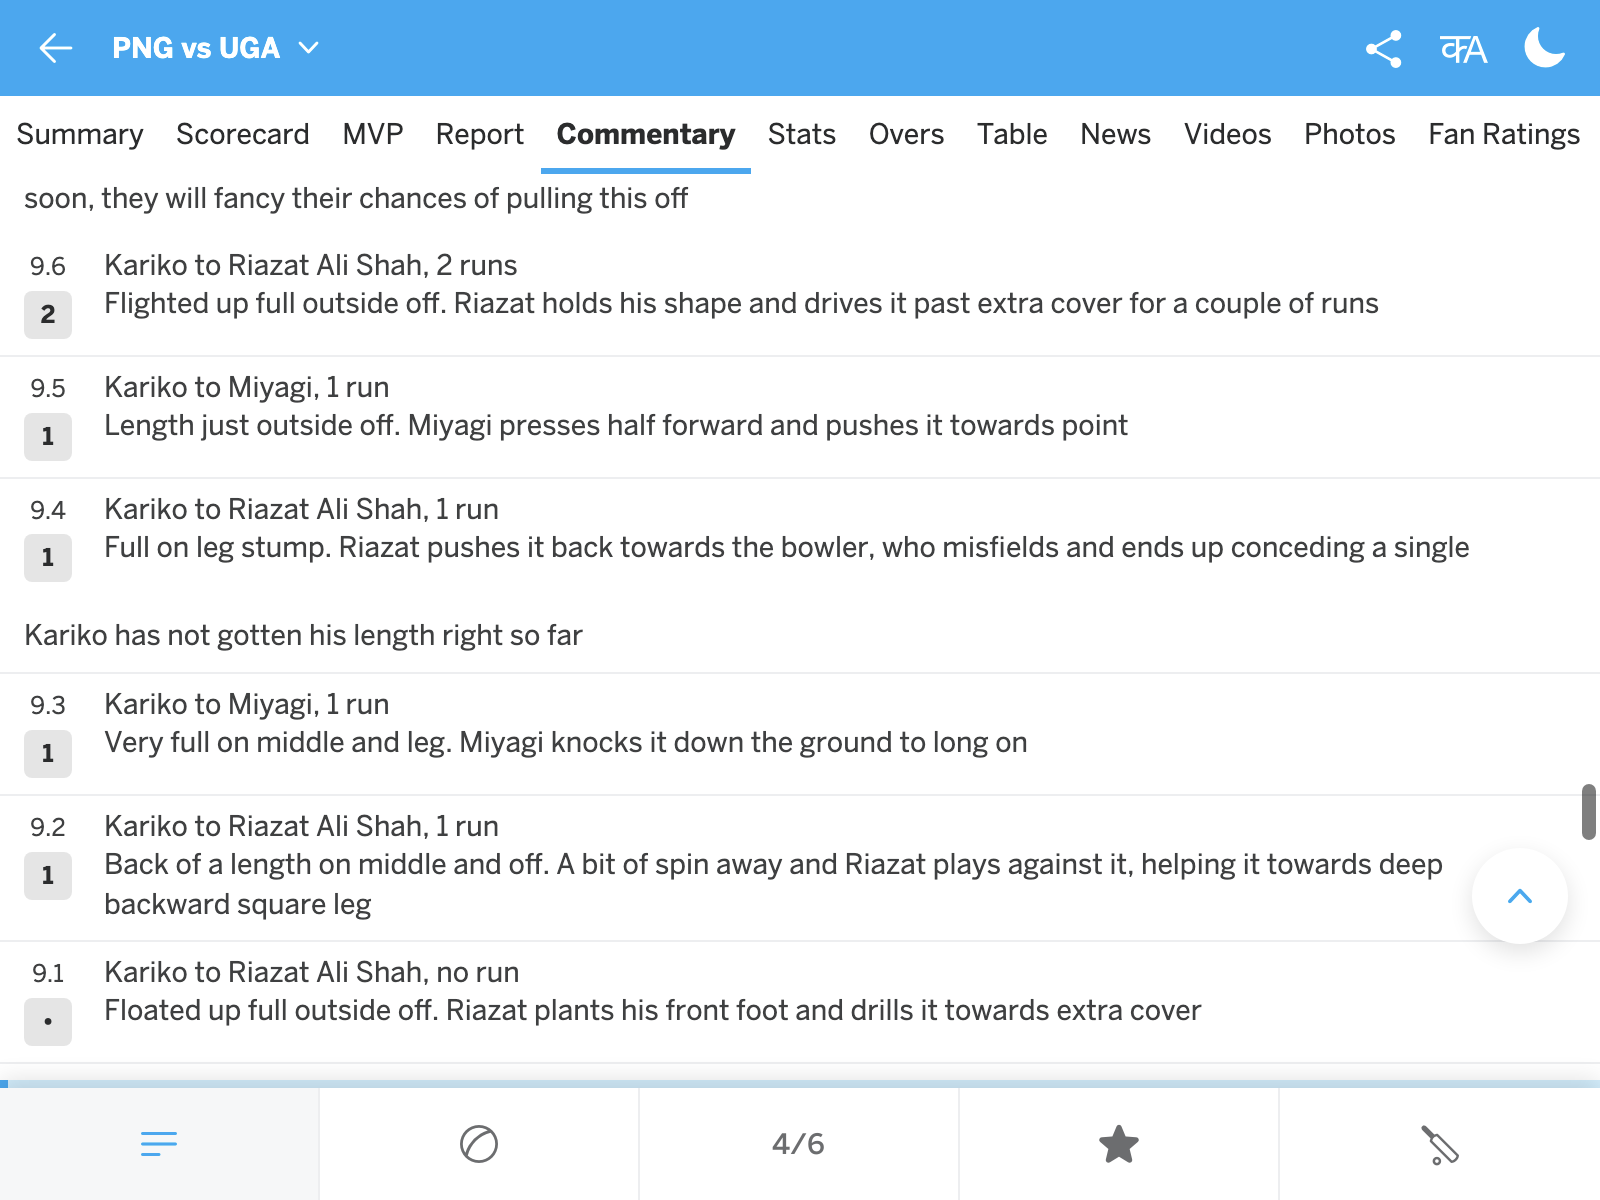 PNG vs UGA
कA
Summary Scorecard MVP Report Commentary Stats Overs Table News Videos Photos Fan Ratings
soon, they will fancy their chances of pulling this off
9.6 Kariko to Riazat Ali Shah, 2 runs
2 Flighted up full outside off. Riazat holds his shape and drives it past extra cover for a couple of runs
9.5 Kariko to Miyagi, 1 run
1 Length just outside off. Miyagi presses half forward and pushes it towards point
9.4 Kariko to Riazat Ali Shah, 1 run
1 Full on leg stump. Riazat pushes it back towards the bowler, who misfields and ends up conceding a single
Kariko has not gotten his length right so far
9.3 Kariko to Miyagi, 1 run
1 Very full on middle and leg. Miyagi knocks it down the ground to long on
9.2 Kariko to Riazat Ali Shah, 1 run
1 Back of a length on middle and off. A bit of spin away and Riazat plays against it, helping it towards deep
backward square leg
9.1 Kariko to Riazat Ali Shah, no run
• Floated up full outside off. Riazat plants his front foot and drills it towards extra cover
4/6